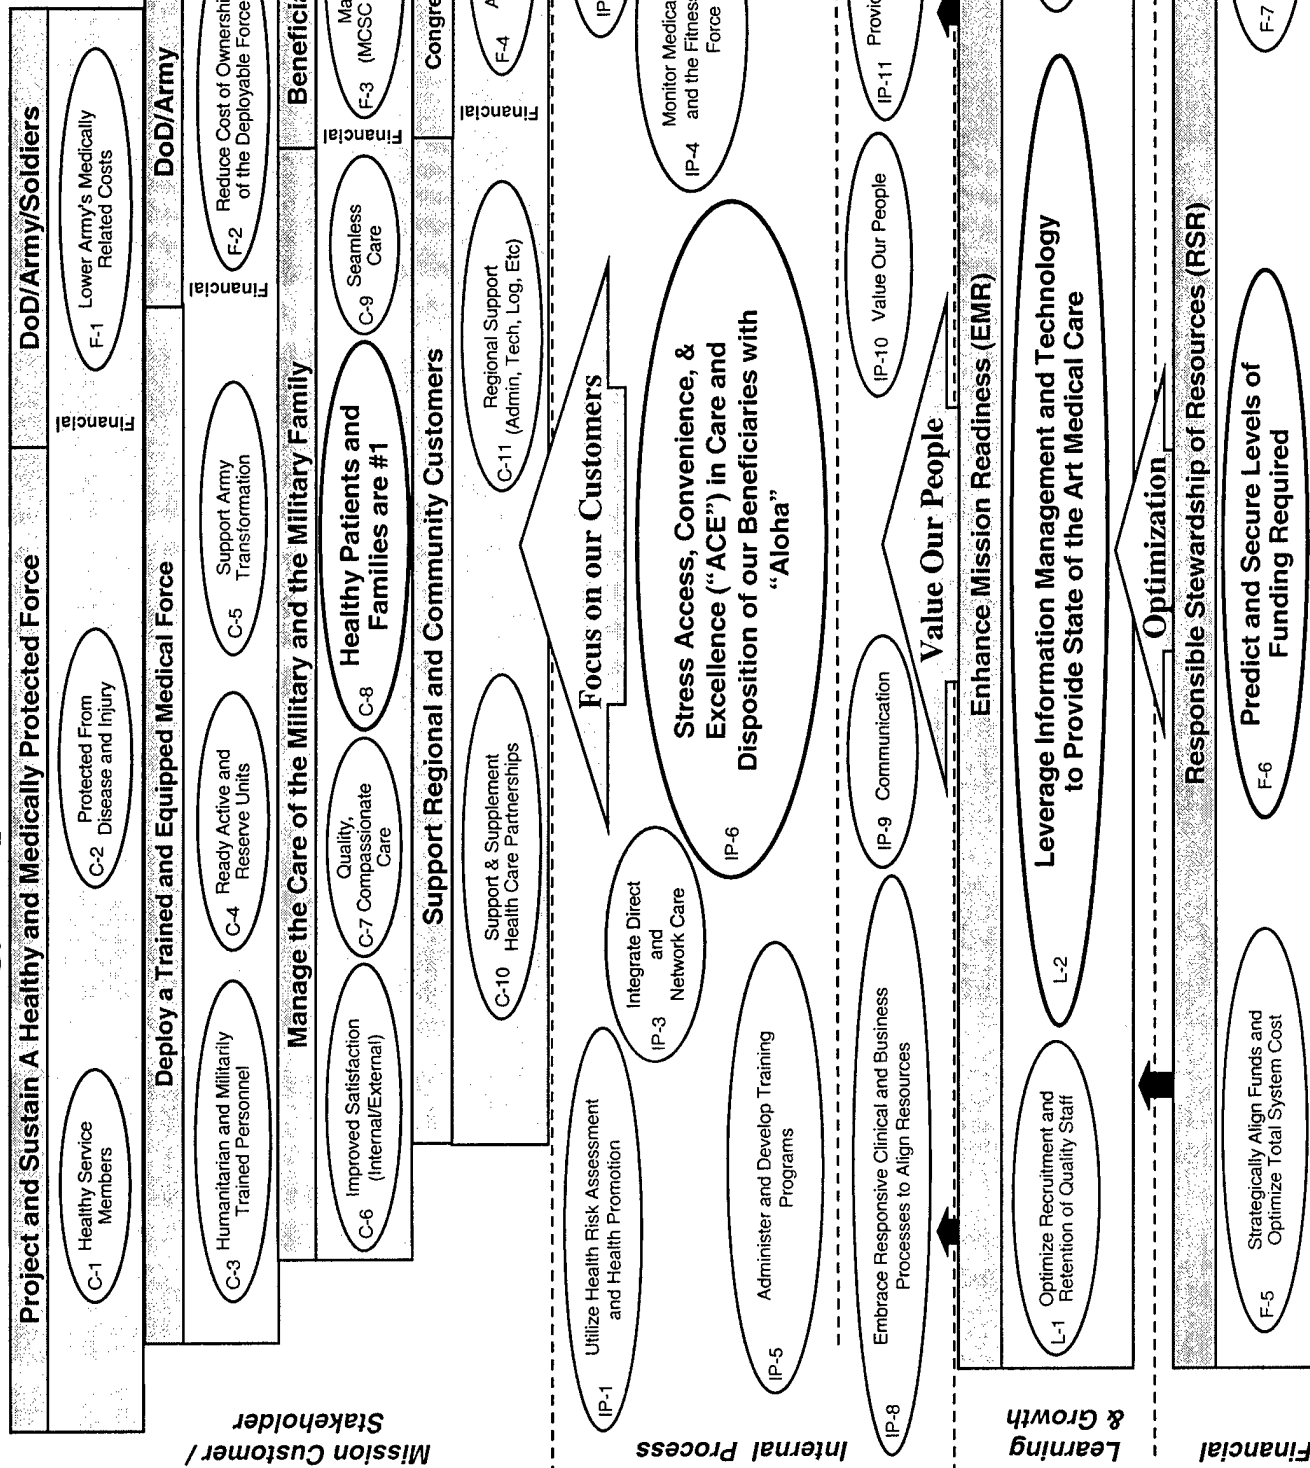 Project and Sustain A Healthy and Medically Protected Force
DoD/Army/Soldiers
C-1 Healthy Service
Members
C-2 Protected From
Disease and Injury
Financial
F-1 Lower Army's Medically
Related Costs
Deploy a Trained and Equipped Medical Force
DoD/Army
C-3 Humanitarian and Militarily
Trained Personnel
C-4 Ready Active and
Reserve Units
C-5 Support Army
Transformation
Financial
F-2 Reduce Cost of Ownershi
of the Deployable Force
Manage the Care of the Military and the Military Family
Beneficia
C-6 Improved Satisfaction
(Internal/External)
Quality,
C-7 Compassionate
Care
C-8 Healthy Patients and
Families are #1
C-9 Seamless
Care
Financial
Ma
F-3 (MCSC
Support Regional and Community Customers
Congre
C-10 Support & Supplement
Health Care Partnerships
Regional Support
C-11 (Admin, Tech, Log, Etc)
Financial
F-4 A
Mission Customer /
Stakeholder
Focus on our Customers
IP-1 Utilize Health Risk Assessment
and Health Promotion
Integrate Direct
and
IP-3 Network Care
IP
Monitor Medica
and the Fitness
IP-4 Force
IP-5 Administer and Develop Training
Programs
Stress Access, Convenience, &
IP-6 Excellence (“ACE”) in Care and
Disposition of our Beneficiaries with
“Aloha”
Internal Process
IP-8 Embrace Responsive Clinical and Business
Processes to Align Resources
IP-9 Communication
IP-10 Value Our People
IP-11 Provid
Value Our People
Enhance Mission Readiness (EMR)
L-1 Optimize Recruitment and
Retention of Quality Staff
L-2 Leverage Information Management and Technology
to Provide State of the Art Medical Care
Learning
& Growth
Optimization
Responsible Stewardship of Resources (RSR)
F-5 Strategically Align Funds and
Optimize Total System Cost
F-6 Predict and Secure Levels of
Funding Required
F-7
Financial